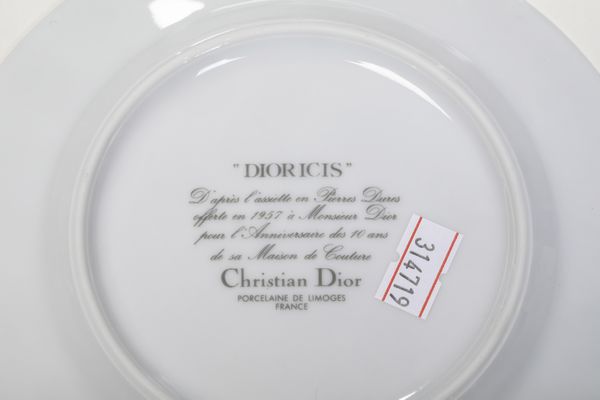 "DIORICIS"
D'après l'assiette en Pierres Dures
offerte en 1957 à Monsieur Dior
pour l'Anniversaire des 10 ans
de sa Maison de Couture
Christian Dior
PORCELAINE DE LIMOGES
FRANCE
314719